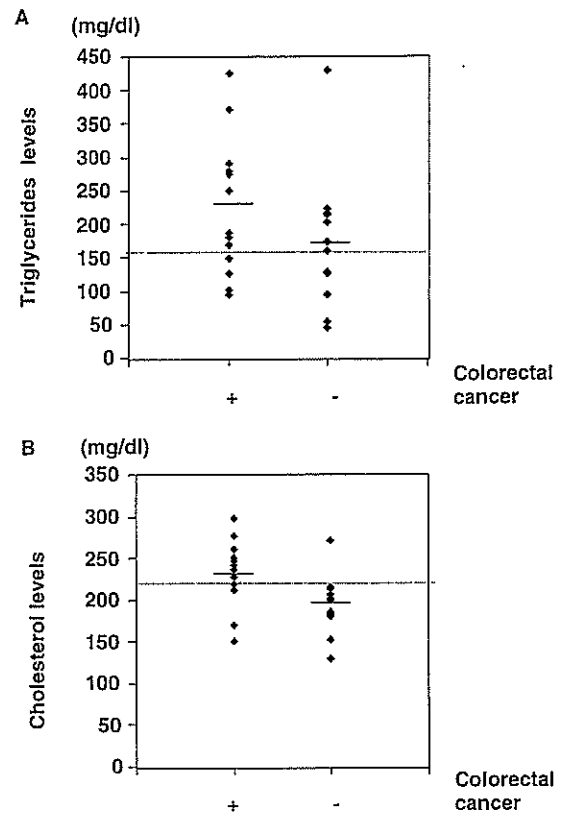 A
(mg/dl)
450
400
350
300
250
200
150
100
50
0
Triglycerides levels
+ -
Colorectal
cancer
B (mg/dl)
350
300
250
200
150
100
50
0
Cholesterol levels
+ -
Colorectal
cancer